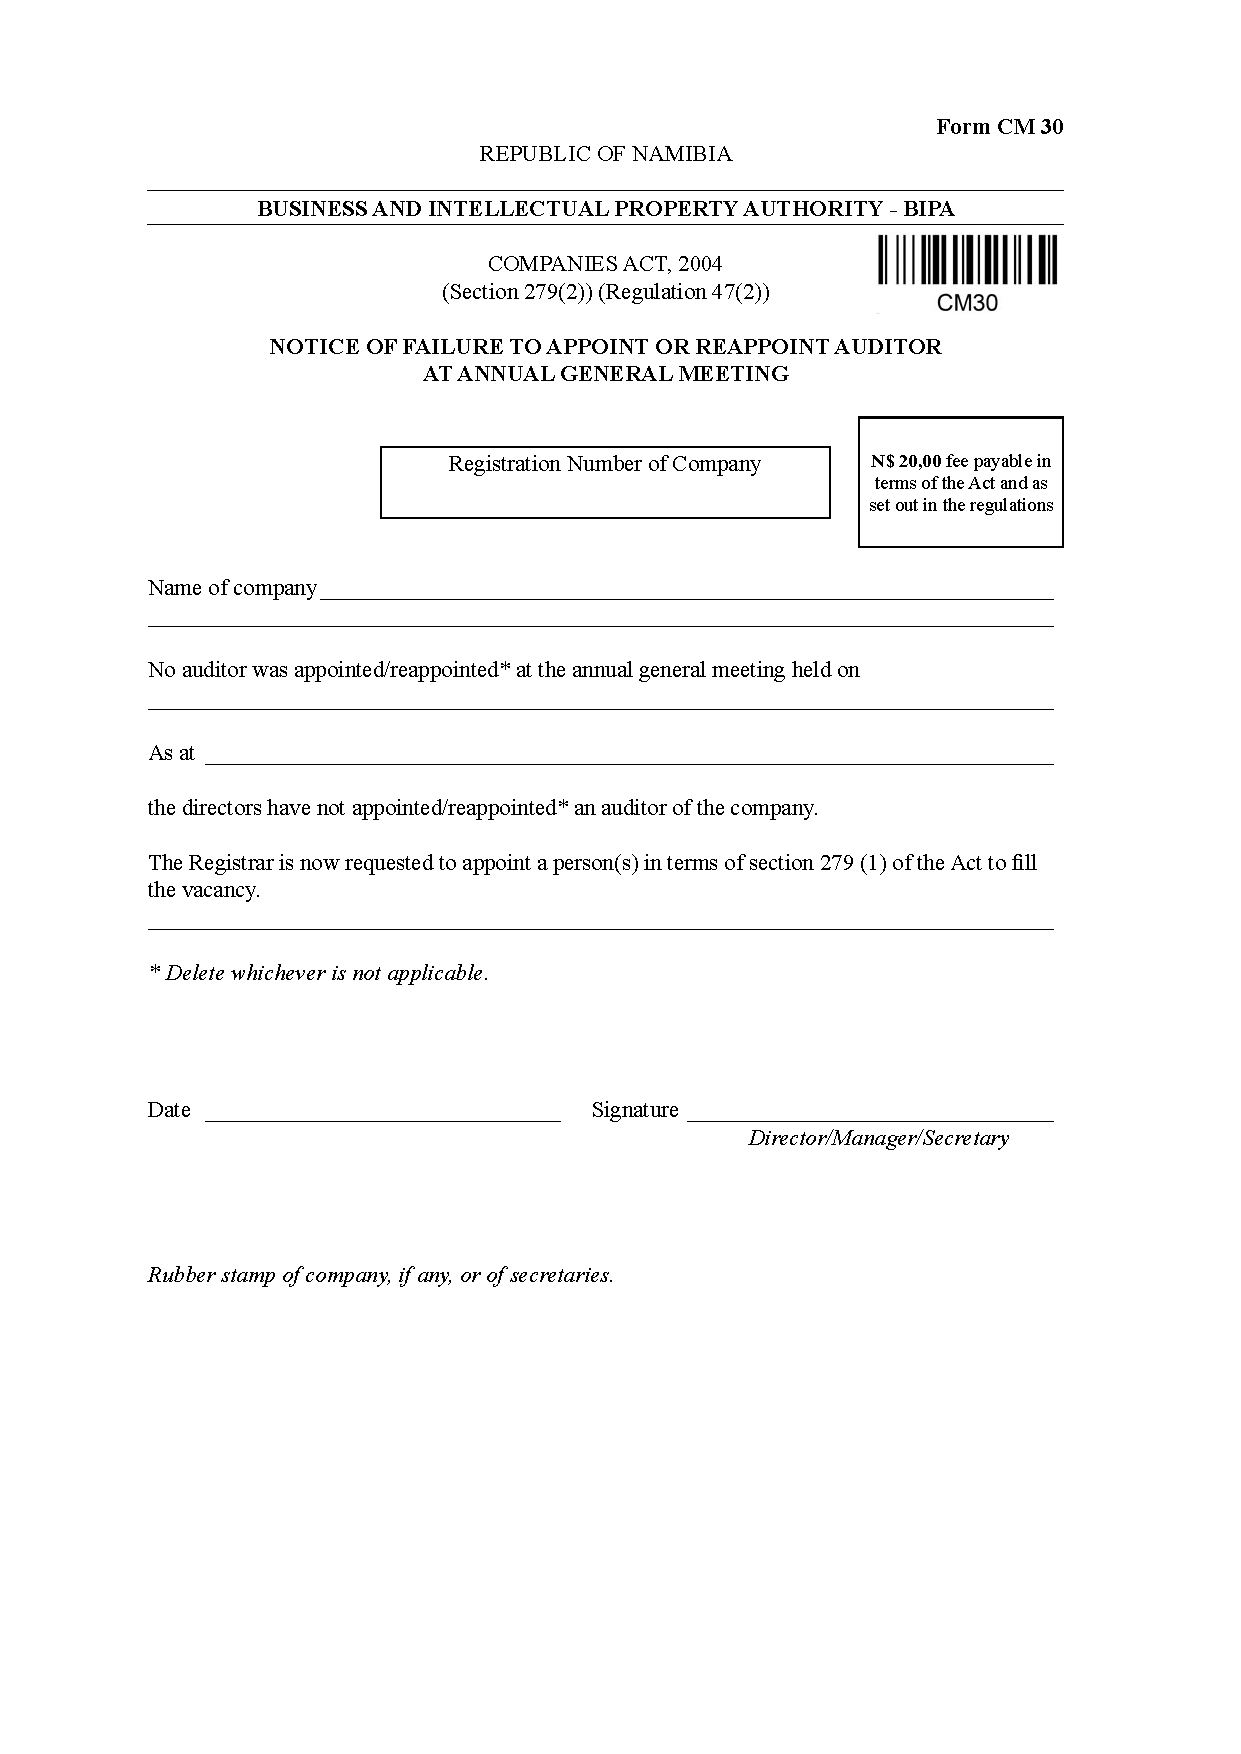 Form CM 30
REPUBLIC OF NAMIBIA
BUSINESS AND INTELLECTUAL PROPERTY AUTHORITY - BIPA
COMPANIES ACT, 2004
(Section 279(2)) (Regulation 47(2))
CM30
NOTICE OF FAILURE TO APPOINT OR REAPPOINT AUDITOR
AT ANNUAL GENERAL MEETING
Registration Number of Company
N$ 20,00 fee payable in
terms of the Act and as
set out in the regulations
Name of company
No auditor was appointed/reappointed* at the annual general meeting held on
As at
the directors have not appointed/reappointed* an auditor of the company.
The Registrar is now requested to appoint a person(s) in terms of section 279 (1) of the Act to fill
the vacancy.
* Delete whichever is not applicable.
Date Signature
Director/Manager/Secretary
Rubber stamp of company, if any, or of secretaries.